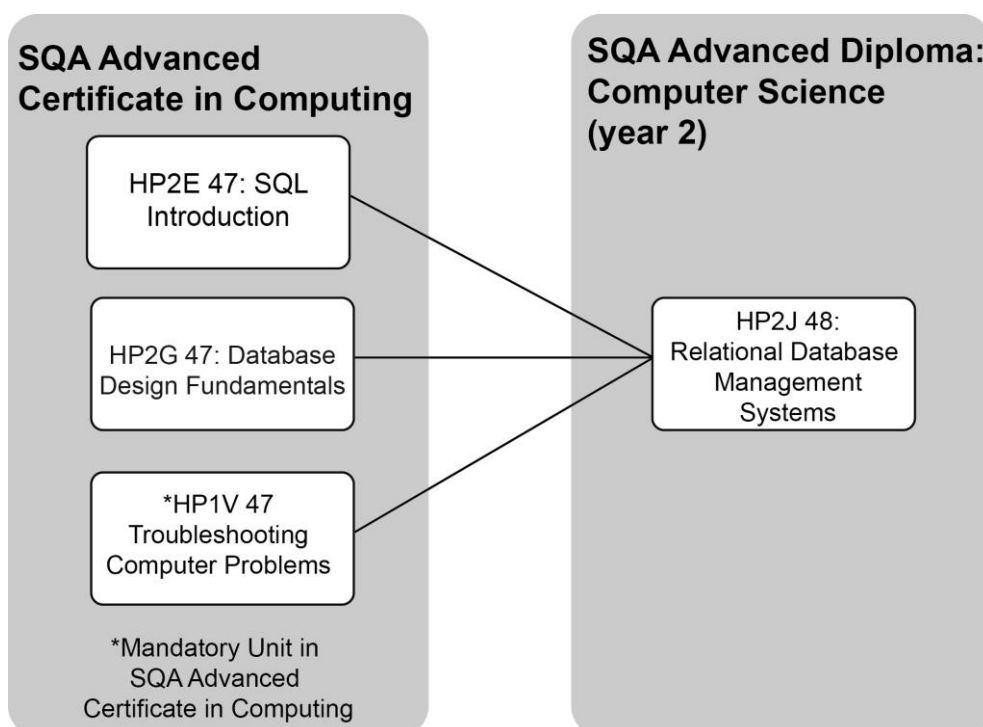 SQA Advanced
Certificate in Computing
HP2E 47: SQL
Introduction
HP2G 47: Database
Design Fundamentals
*HP1V 47
Troubleshooting
Computer Problems
*Mandatory Unit in
SQA Advanced
Certificate in Computing
SQA Advanced Diploma:
Computer Science
(year 2)
HP2J 48:
Relational Database
Management
Systems